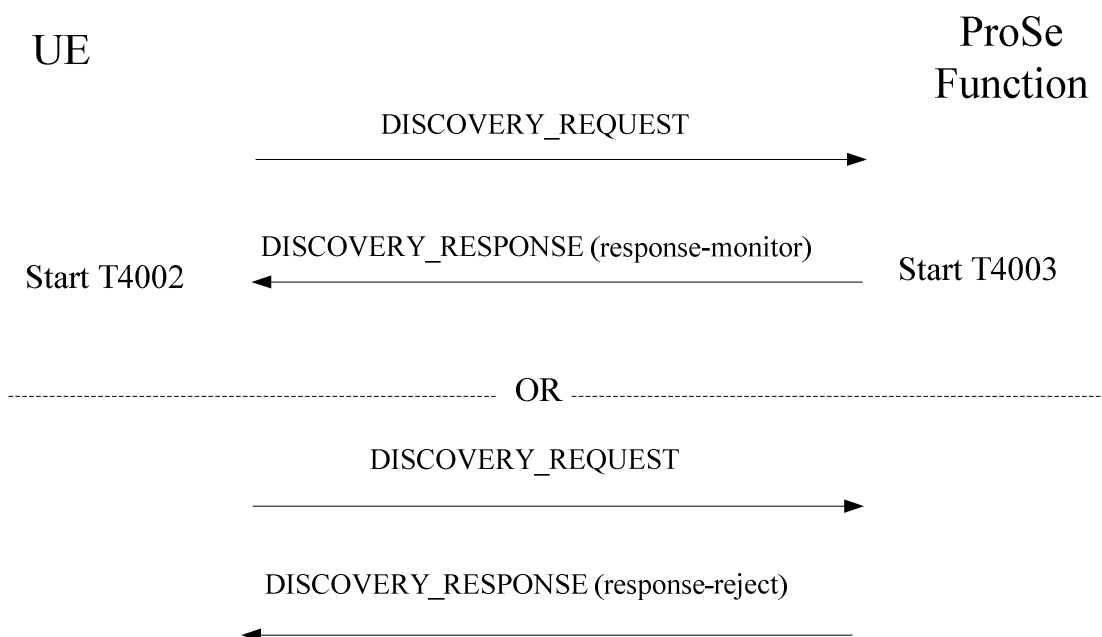 UE
ProSe
Function
DISCOVERY_REQUEST
DISCOVERY_RESPONSE (response-monitor)
Start T4002
Start T4003
OR
DISCOVERY_REQUEST
DISCOVERY_RESPONSE (response-reject)